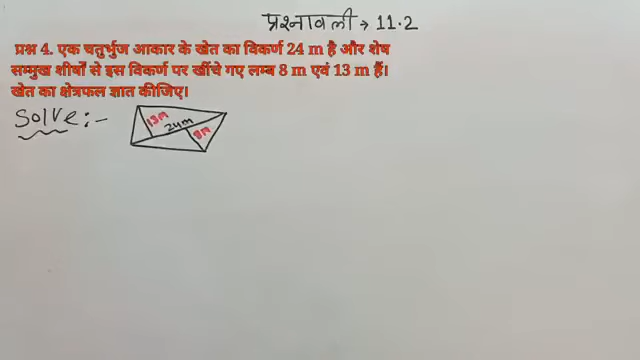 प्रश्नावली → 11.2
प्रश्न 4. एक चतुर्भुज आकार के खेत का विकर्ण 24 m है और शेष
सम्मुख शीर्षों से इस विकर्ण पर खींचे गए लम्ब 8 m एवं 13 m हैं।
खेत का क्षेत्रफल ज्ञात कीजिए।
Solve:-
13m
24m
8m